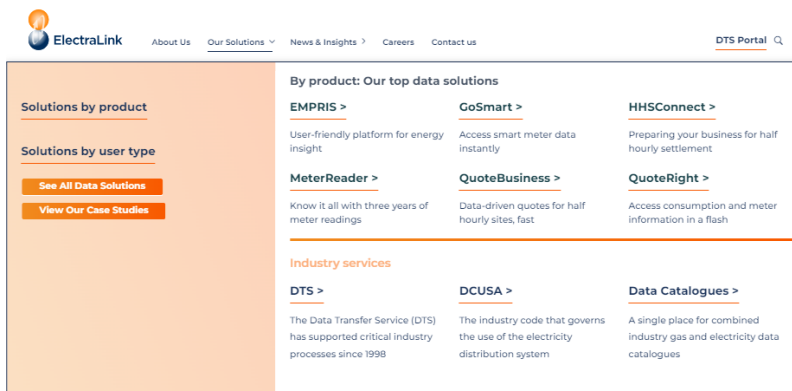 ElectraLink
About Us Our Solutions News & Insights Careers Contact us
DTS Portal
Solutions by product
Solutions by user type
See All Data Solutions
View Our Case Studies
By product: Our top data solutions
EMPRIS >
User-friendly platform for energy
insight
GoSmart >
Access smart meter data
instantly
HHSConnect >
Preparing your business for half
hourly settlement
MeterReader >
Know it all with three years of
meter readings
QuoteBusiness >
Data-driven quotes for half
hourly sites, fast
QuoteRight >
Access consumption and meter
information in a flash
Industry services
DTS >
The Data Transfer Service (DTS)
has supported critical industry
processes since 1998
DCUSA >
The industry code that governs
the use of the electricity
distribution system
Data Catalogues >
A single place for combined
industry gas and electricity data
catalogues